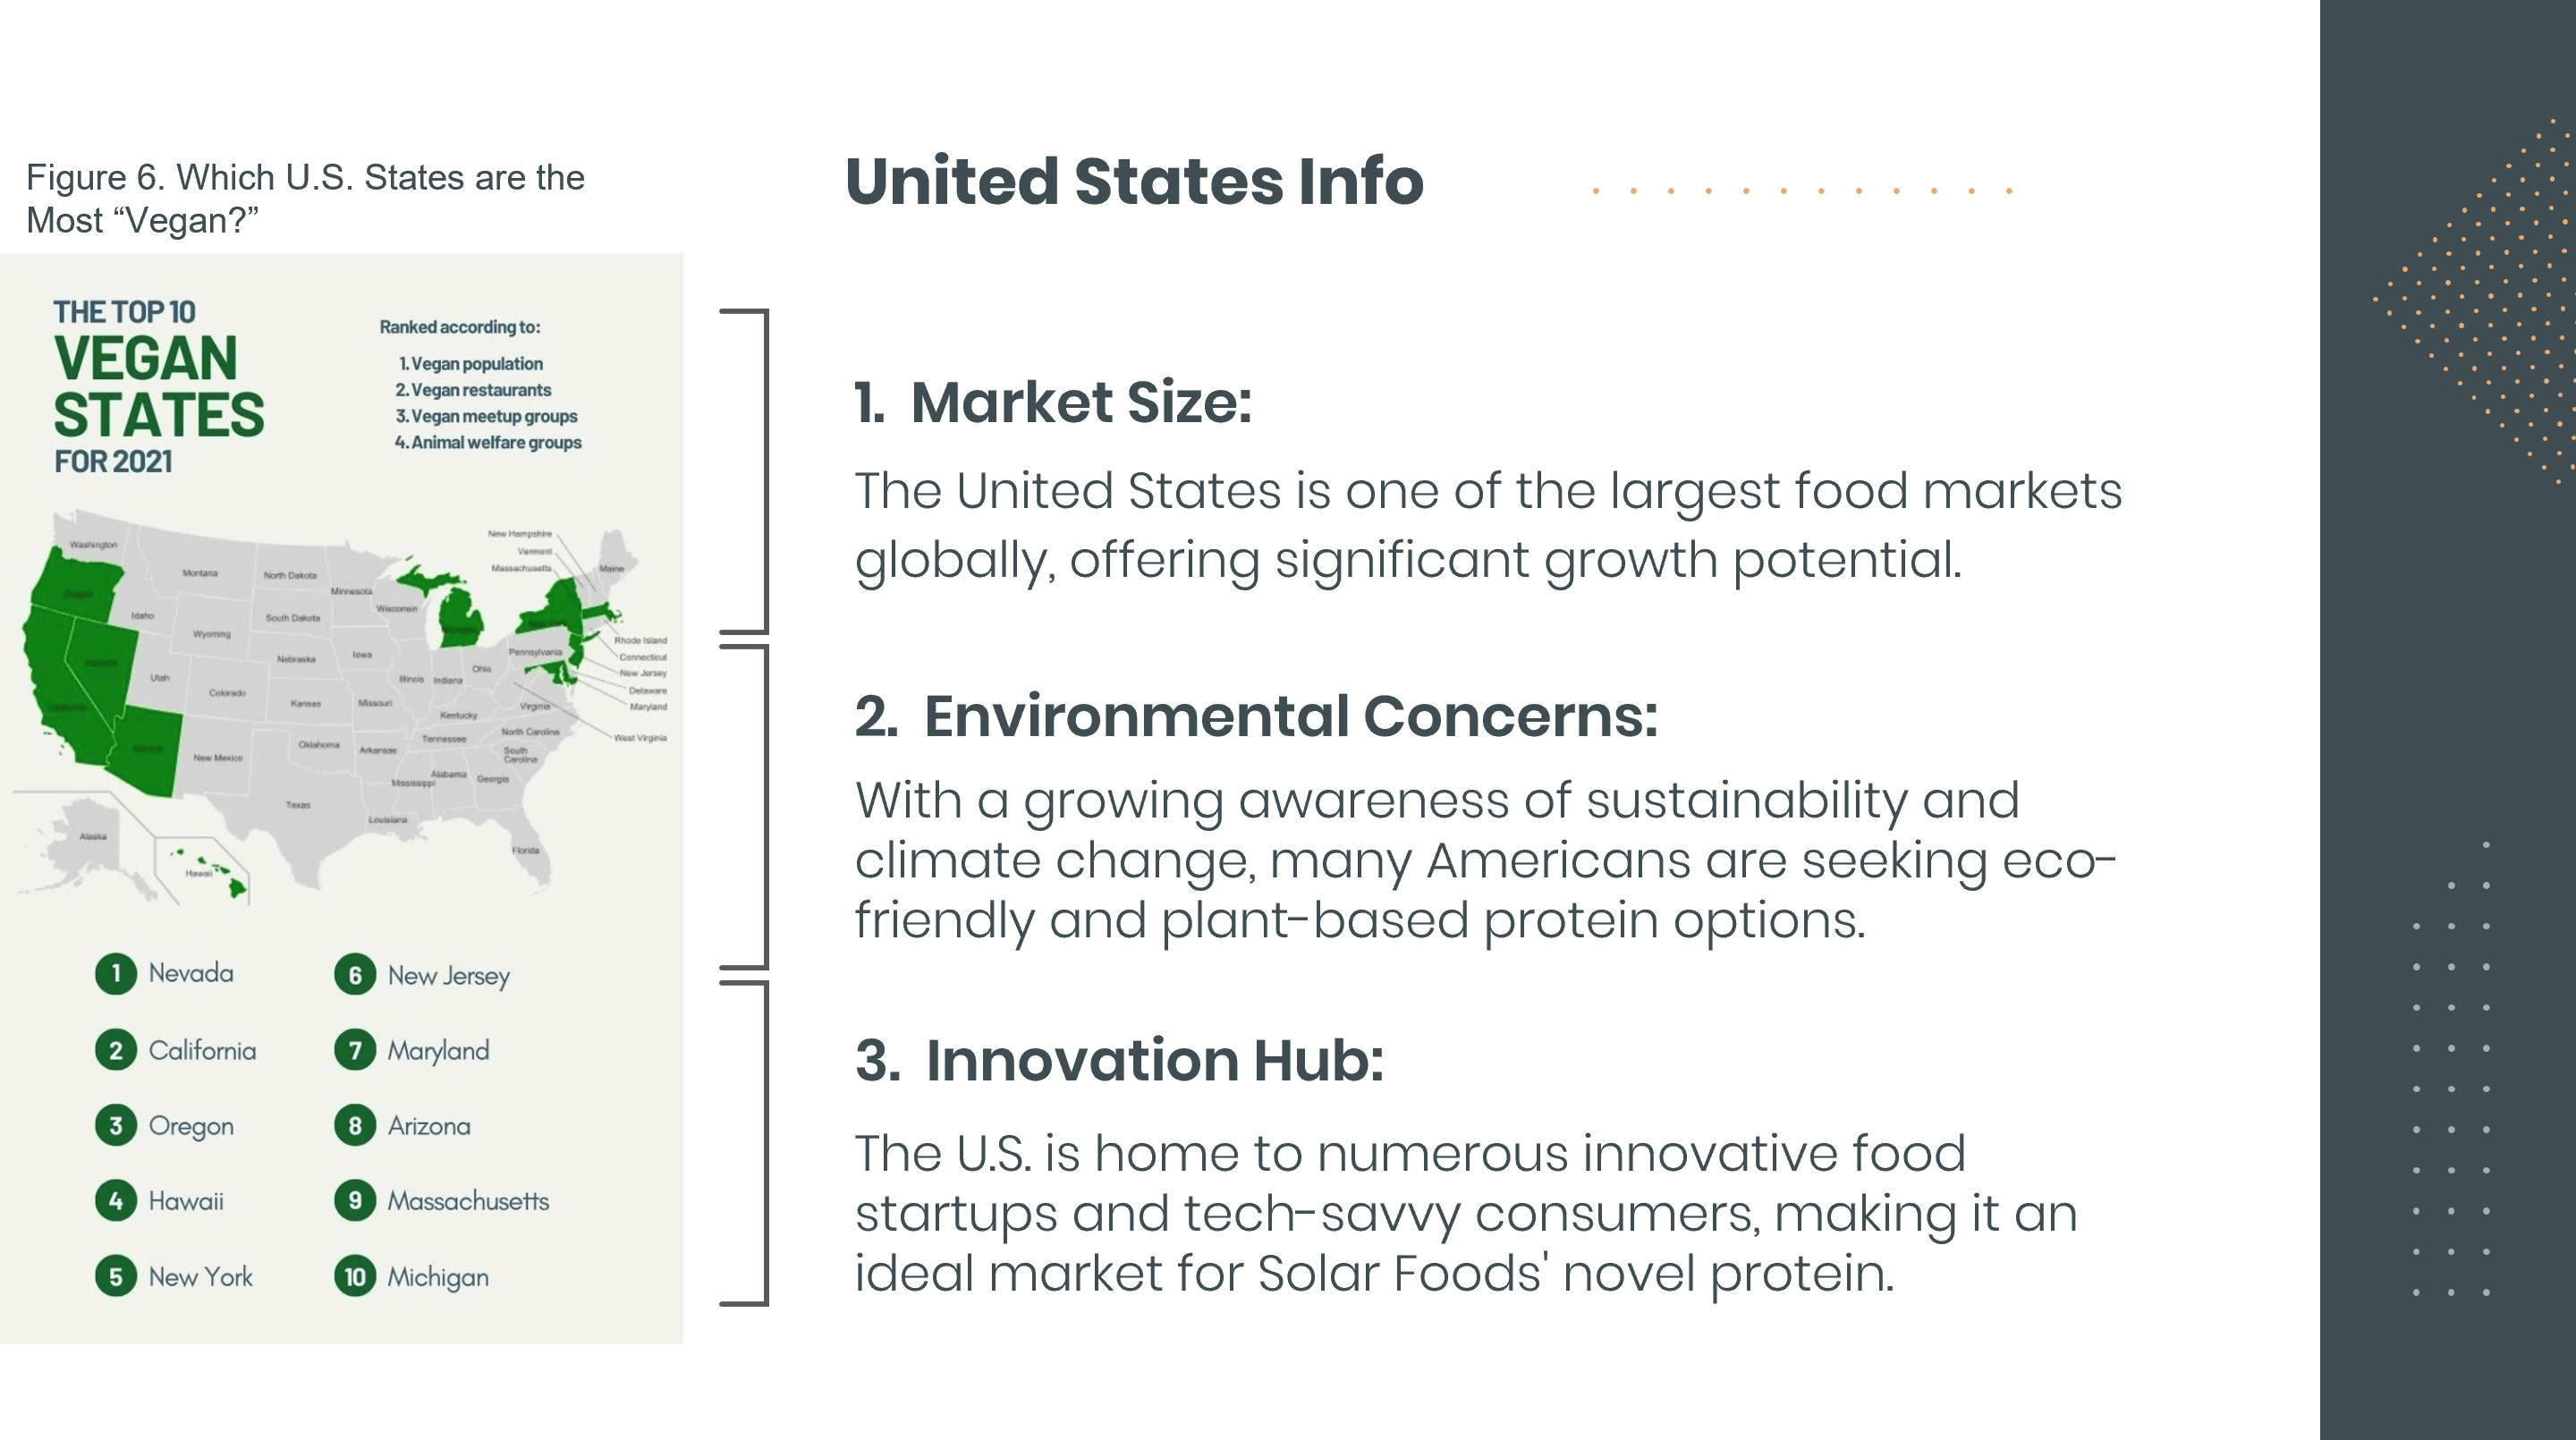 Figure 6. Which U.S. States are the
Most “Vegan?”
THE TOP 10
VEGAN
STATES
FOR 2021
Ranked according to:
1. Vegan population
2. Vegan restaurants
3. Vegan meetup groups
4. Animal welfare groups
Washington
Montana
North Dakota
Minnesota
New Hampshire
Vermont
Massachusetts
Maine
Oregon
Idaho
Wyoming
South Dakota
Wisconsin
Nevada
Utah
Colorado
Nebraska
Iowa
Illinois
Indiana
Ohio
Pennsylvania
Rhode Island
Connecticut
New Jersey
Delaware
Maryland
West Virginia
California
Kansas
Missouri
Kentucky
Virginia
Arizona
New Mexico
Oklahoma
Arkansas
Tennessee
North Carolina
South
Carolina
Mississippi
Alabama
Georgia
Texas
Louisiana
Florida
Alaska
Hawaii
1 Nevada
2 California
3 Oregon
4 Hawaii
5 New York
6 New Jersey
7 Maryland
8 Arizona
9 Massachusetts
10 Michigan
United States Info
1. Market Size:
The United States is one of the largest food markets
globally, offering significant growth potential.
2. Environmental Concerns:
With a growing awareness of sustainability and
climate change, many Americans are seeking eco-
friendly and plant-based protein options.
3. Innovation Hub:
The U.S. is home to numerous innovative food
startups and tech-savvy consumers, making it an
ideal market for Solar Foods' novel protein.